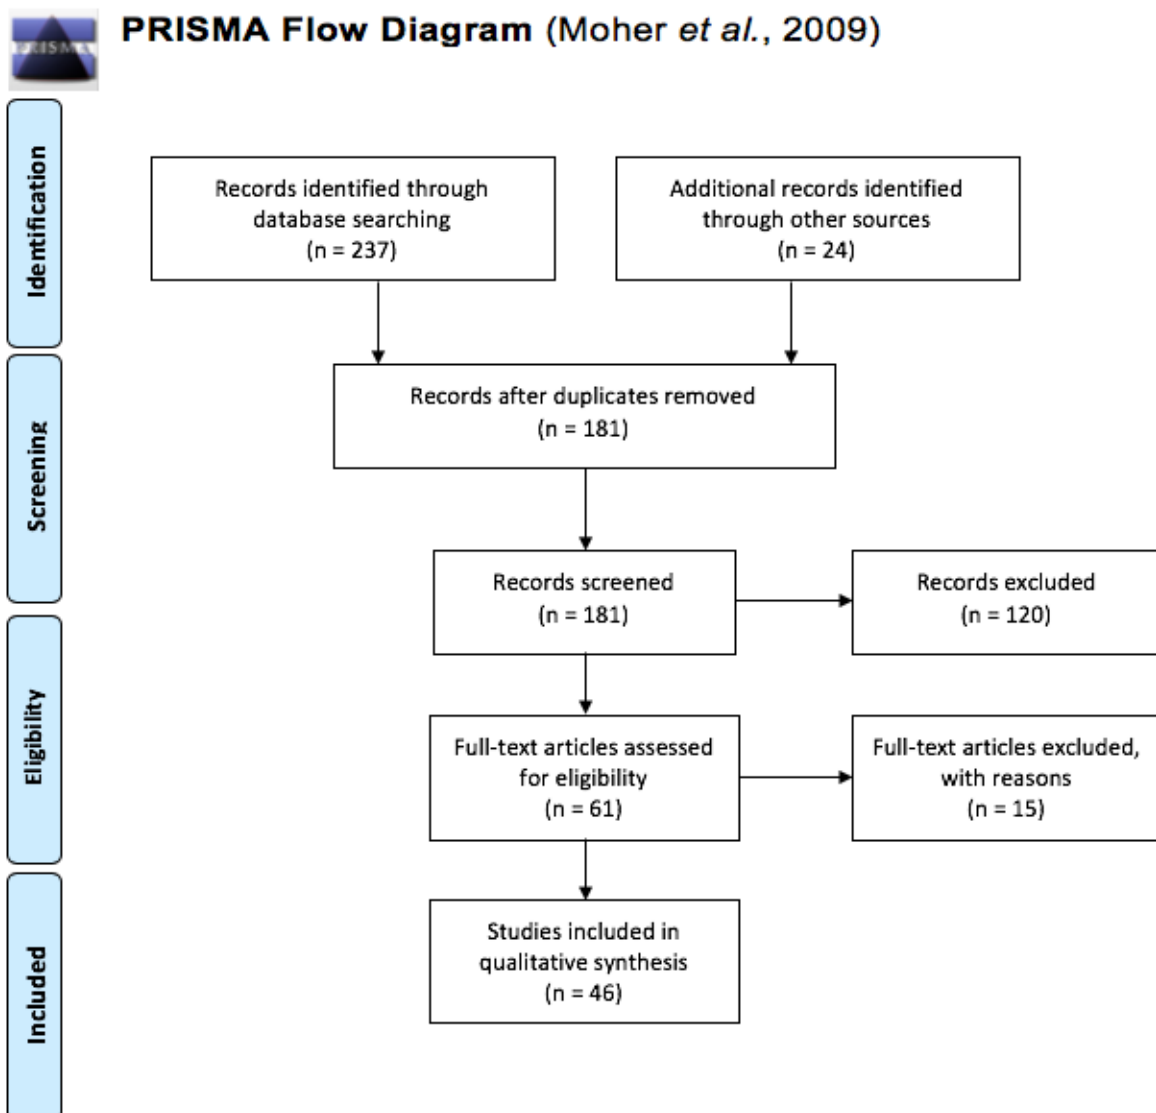 PRISMA
PRISMA Flow Diagram (Moher et al., 2009)
Identification
Records identified through
database searching
(n = 237)
Additional records identified
through other sources
(n = 24)
Screening
Records after duplicates removed
(n = 181)
Records screened
(n = 181)
Records excluded
(n = 120)
Eligibility
Full-text articles assessed
for eligibility
(n = 61)
Full-text articles excluded,
with reasons
(n = 15)
Included
Studies included in
qualitative synthesis
(n = 46)